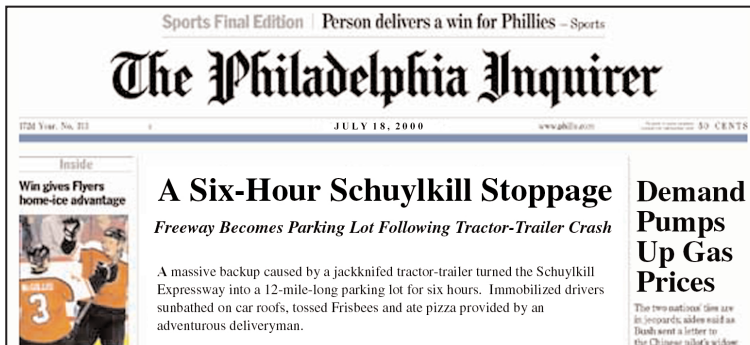 Sports Final Edition | Person delivers a win for Phillies – Sports
The Philadelphia Inquirer
172d Year, No.
JULY 18, 2000
50 CENTS
Inside
Win gives Flyers
home-ice advantage
McGILLIS
3
A Six-Hour Schuylkill Stoppage
Freeway Becomes Parking Lot Following Tractor-Trailer Crash
A massive backup caused by a jackknifed tractor-trailer turned the Schuylkill
Expressway into a 12-mile-long parking lot for six hours. Immobilized drivers
sunbathed on car roofs, tossed Frisbees and ate pizza provided by an
adventurous deliveryman.
Demand
Pumps
Up Gas
Prices
The two nations' ties are
in jeopardy, aides said as
Bush sent a letter to
the Chinese pilot's widow